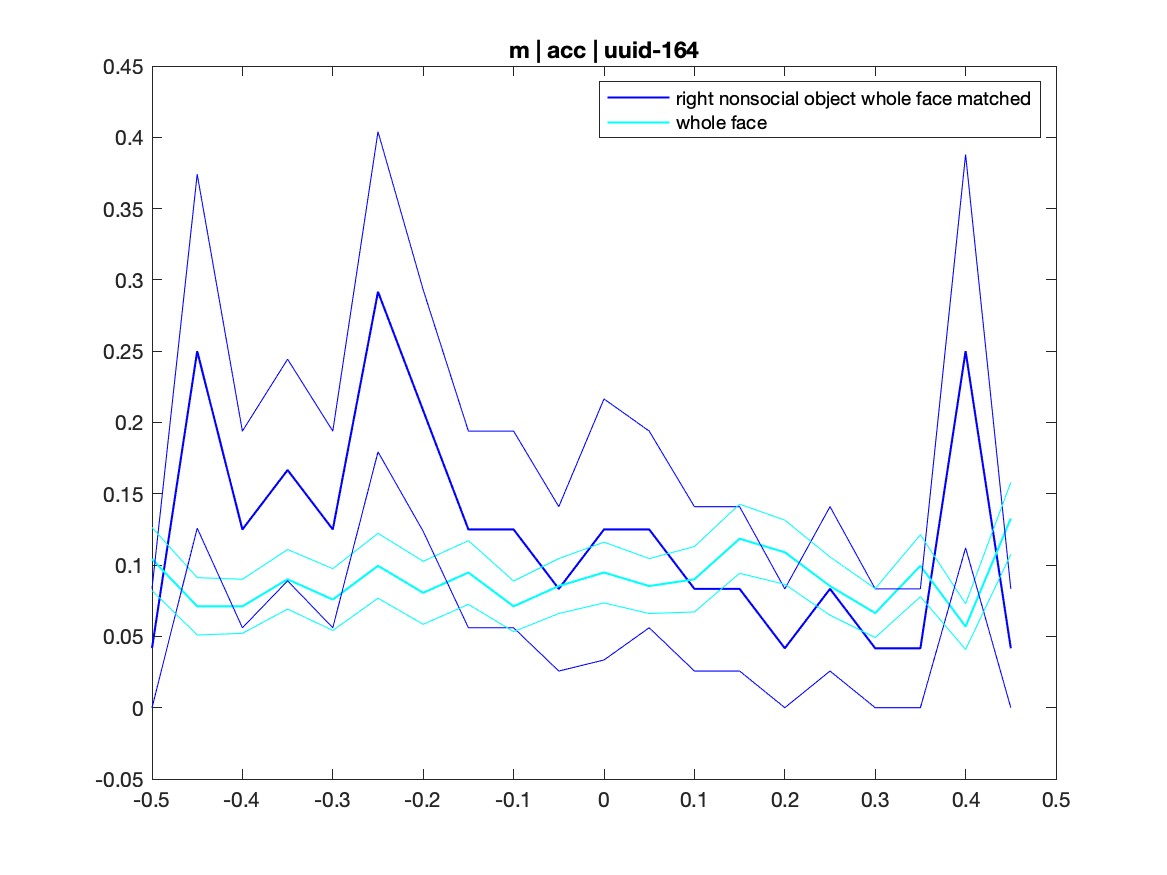 m | acc | uuid-164
right nonsocial object whole face matched
whole face
0.45
0.4
0.35
0.3
0.25
0.2
0.15
0.1
0.05
0
-0.05
-0.5 -0.4 -0.3 -0.2 -0.1 0 0.1 0.2 0.3 0.4 0.5